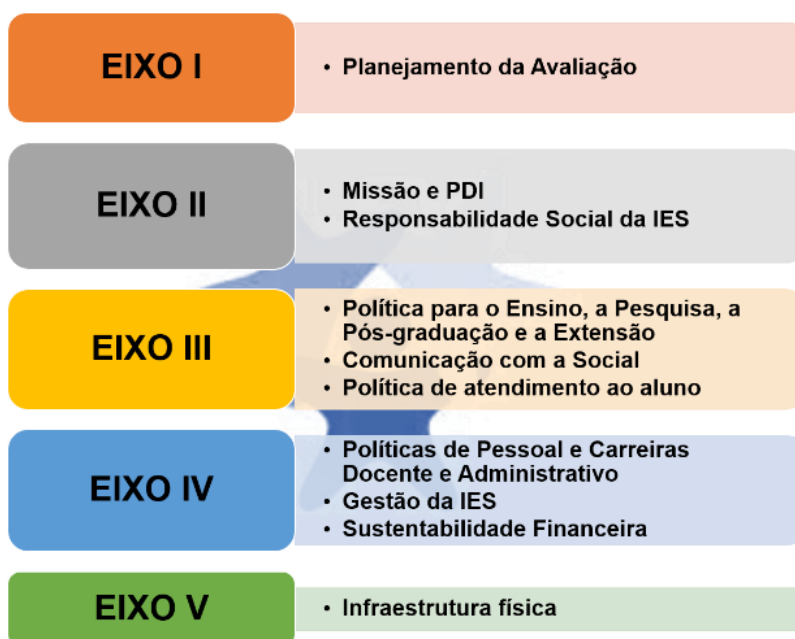 EIXO I
• Planejamento da Avaliação
EIXO II
• Missão e PDI
• Responsabilidade Social da IES
EIXO III
• Política para o Ensino, a Pesquisa, a
Pós-graduação e a Extensão
• Comunicação com a Social
• Política de atendimento ao aluno
EIXO IV
• Políticas de Pessoal e Carreiras
Docente e Administrativo
• Gestão da IES
• Sustentabilidade Financeira
EIXO V
• Infraestrutura física